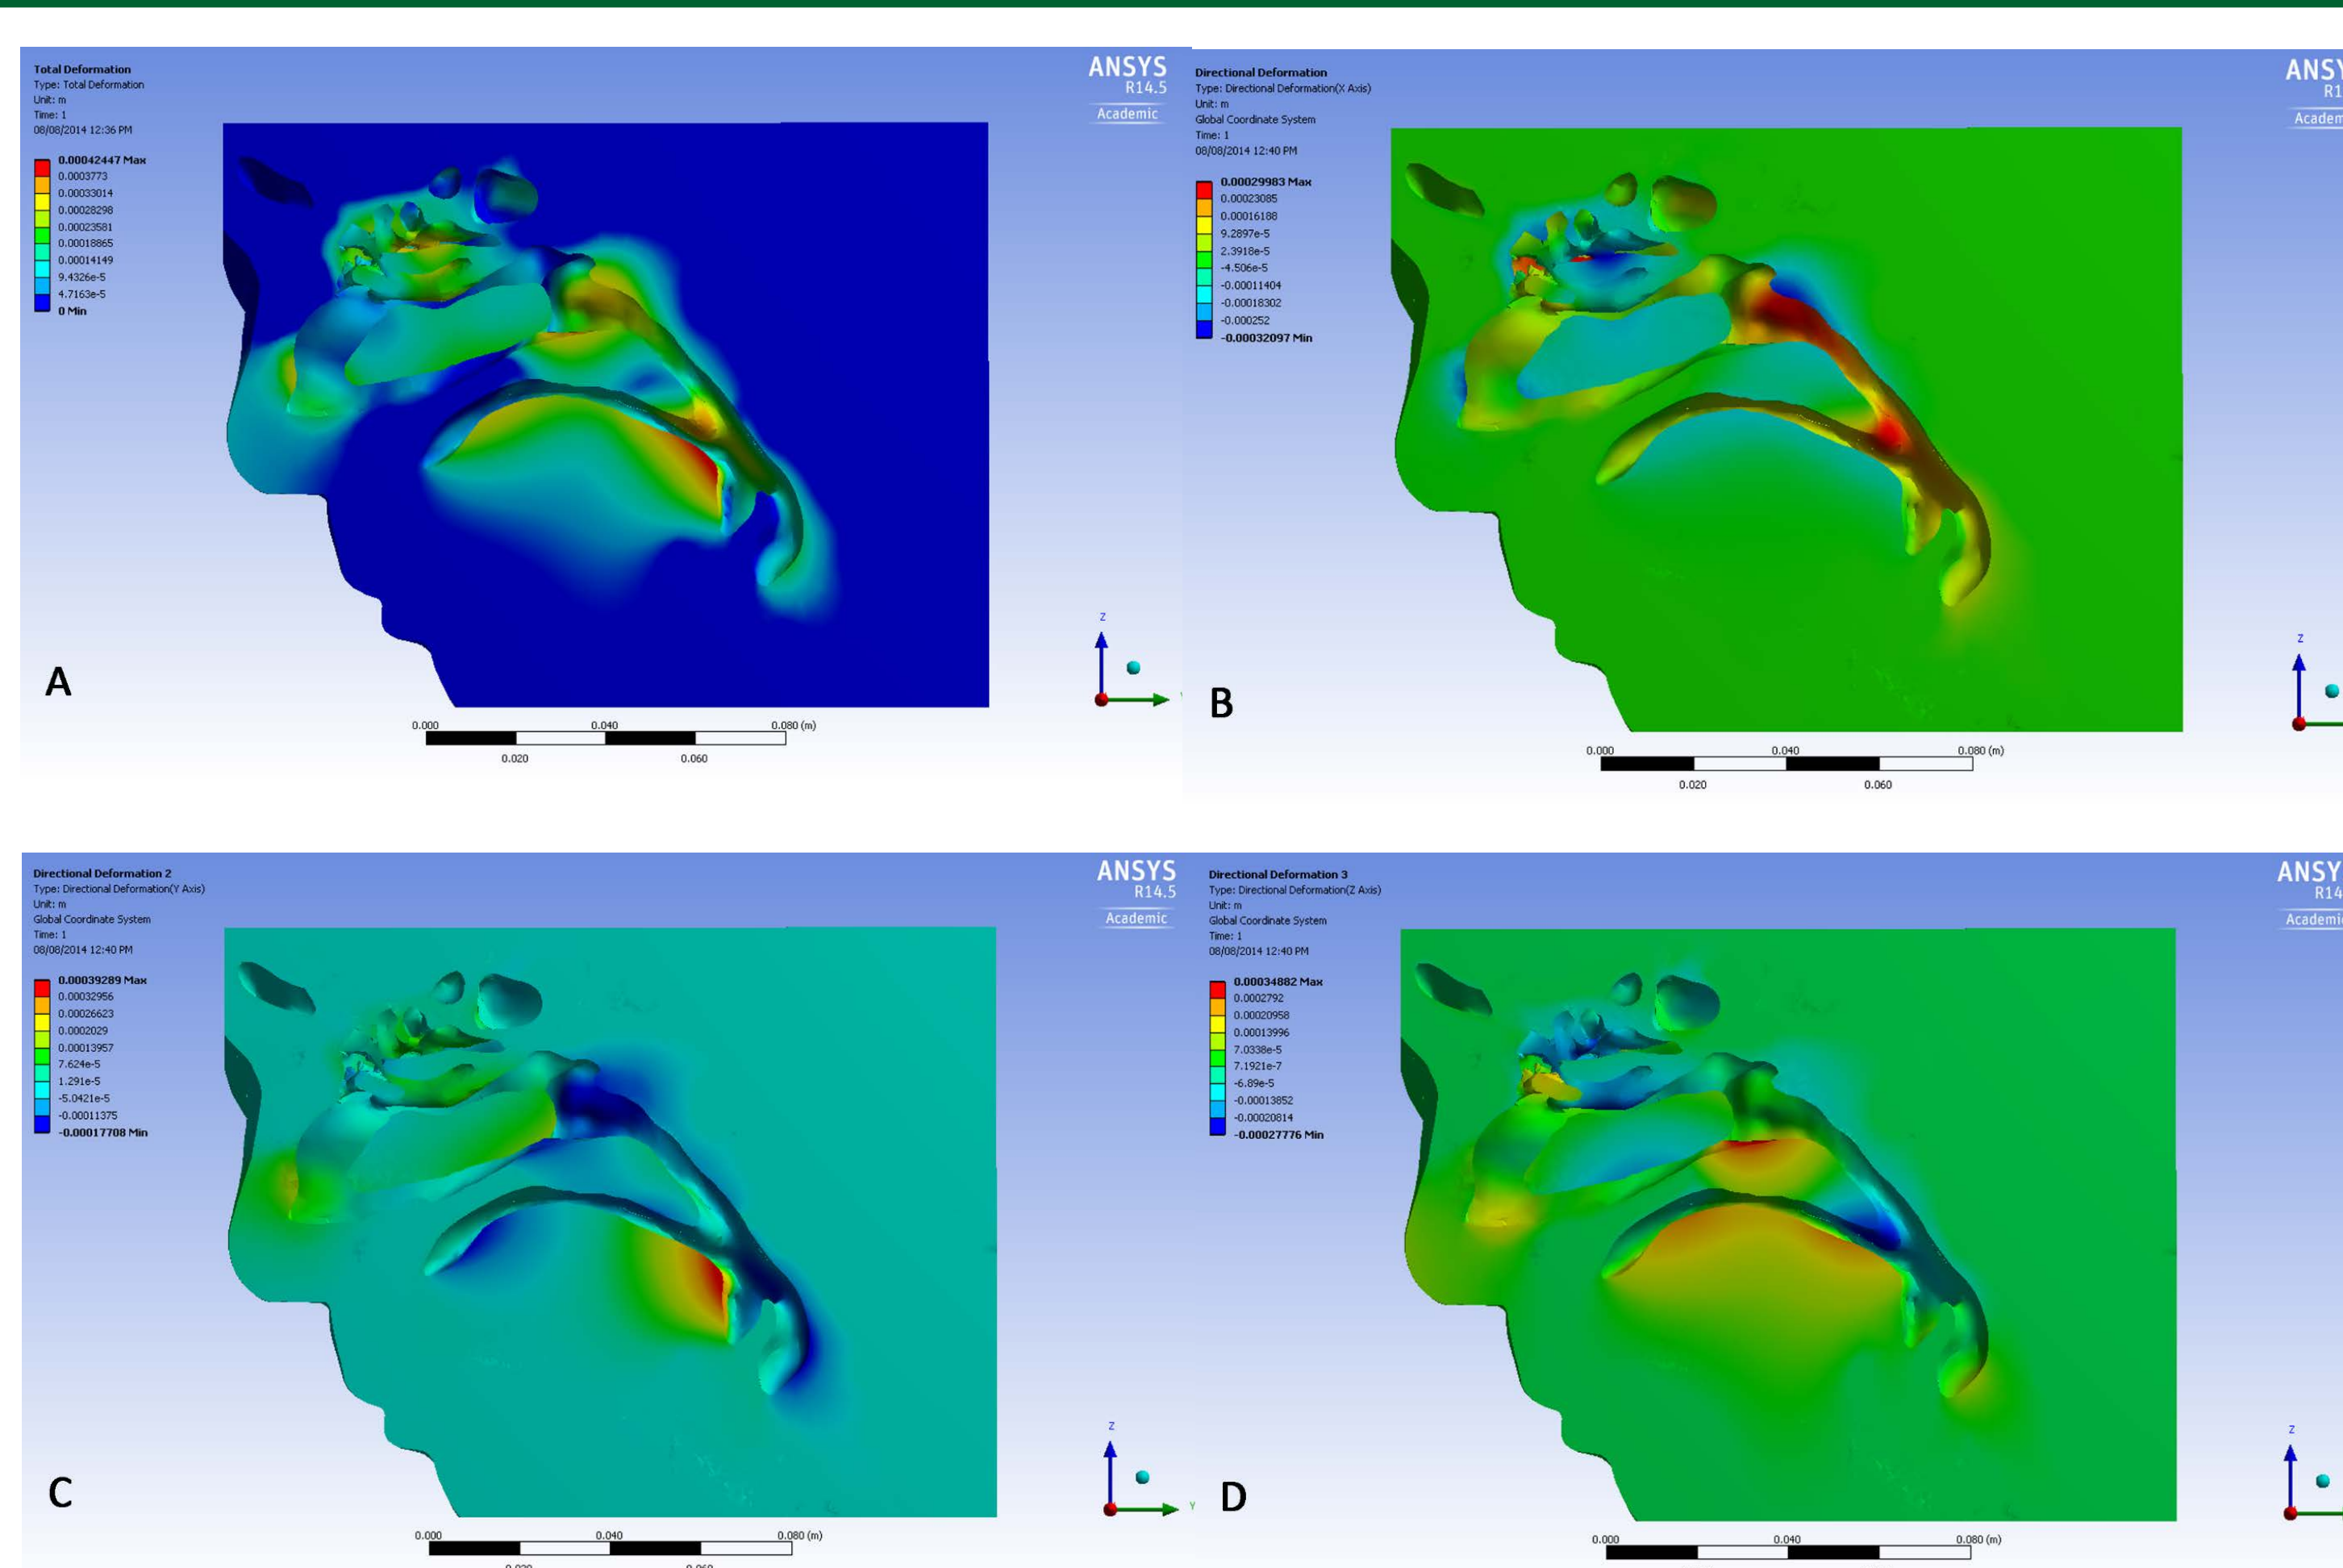 Total Deformation
Type: Total Deformation
Unit: m
Time: 1
08/08/2014 12:36 PM
0.00042447 Max
0.0003773
0.00033014
0.00028298
0.00023581
0.00018865
0.00014149
9.4326e-5
4.7163e-5
0 Min
ANSYS
R14.5
Academic
Z
A
0.000
0.040
0.080 (m)
0.020
0.060
Directional Deformation
Type: Directional Deformation(X Axis)
Unit: m
Global Coordinate System
Time: 1
08/08/2014 12:40 PM
0.00029983 Max
0.00023085
0.00016188
9.2897e-5
2.3918e-5
-4.506e-5
-0.00011404
-0.00018302
-0.000252
-0.00032097 Min
ANSY
R1
Academ
Z
B
0.000
0.040
0.080 (m)
0.020
0.060
Directional Deformation 2
Type: Directional Deformation(Y Axis)
Unit: m
Global Coordinate System
Time: 1
08/08/2014 12:40 PM
0.00039289 Max
0.00032956
0.00026623
0.0002029
0.00013957
7.624e-5
1.291e-5
-5.0421e-5
-0.00011375
-0.00017708 Min
ANSYS
R14.5
Academic
Z
Y
C
0.000
0.040
0.080 (m)
Directional Deformation 3
Type: Directional Deformation(Z Axis)
Unit: m
Global Coordinate System
Time: 1
08/08/2014 12:40 PM
0.00034882 Max
0.0002792
0.00020958
0.00013996
7.0338e-5
7.1921e-7
-6.89e-5
-0.00013852
-0.00020814
-0.00027776 Min
ANSY
R14
Academi
Z
D
0.000
0.040
0.080 (m)